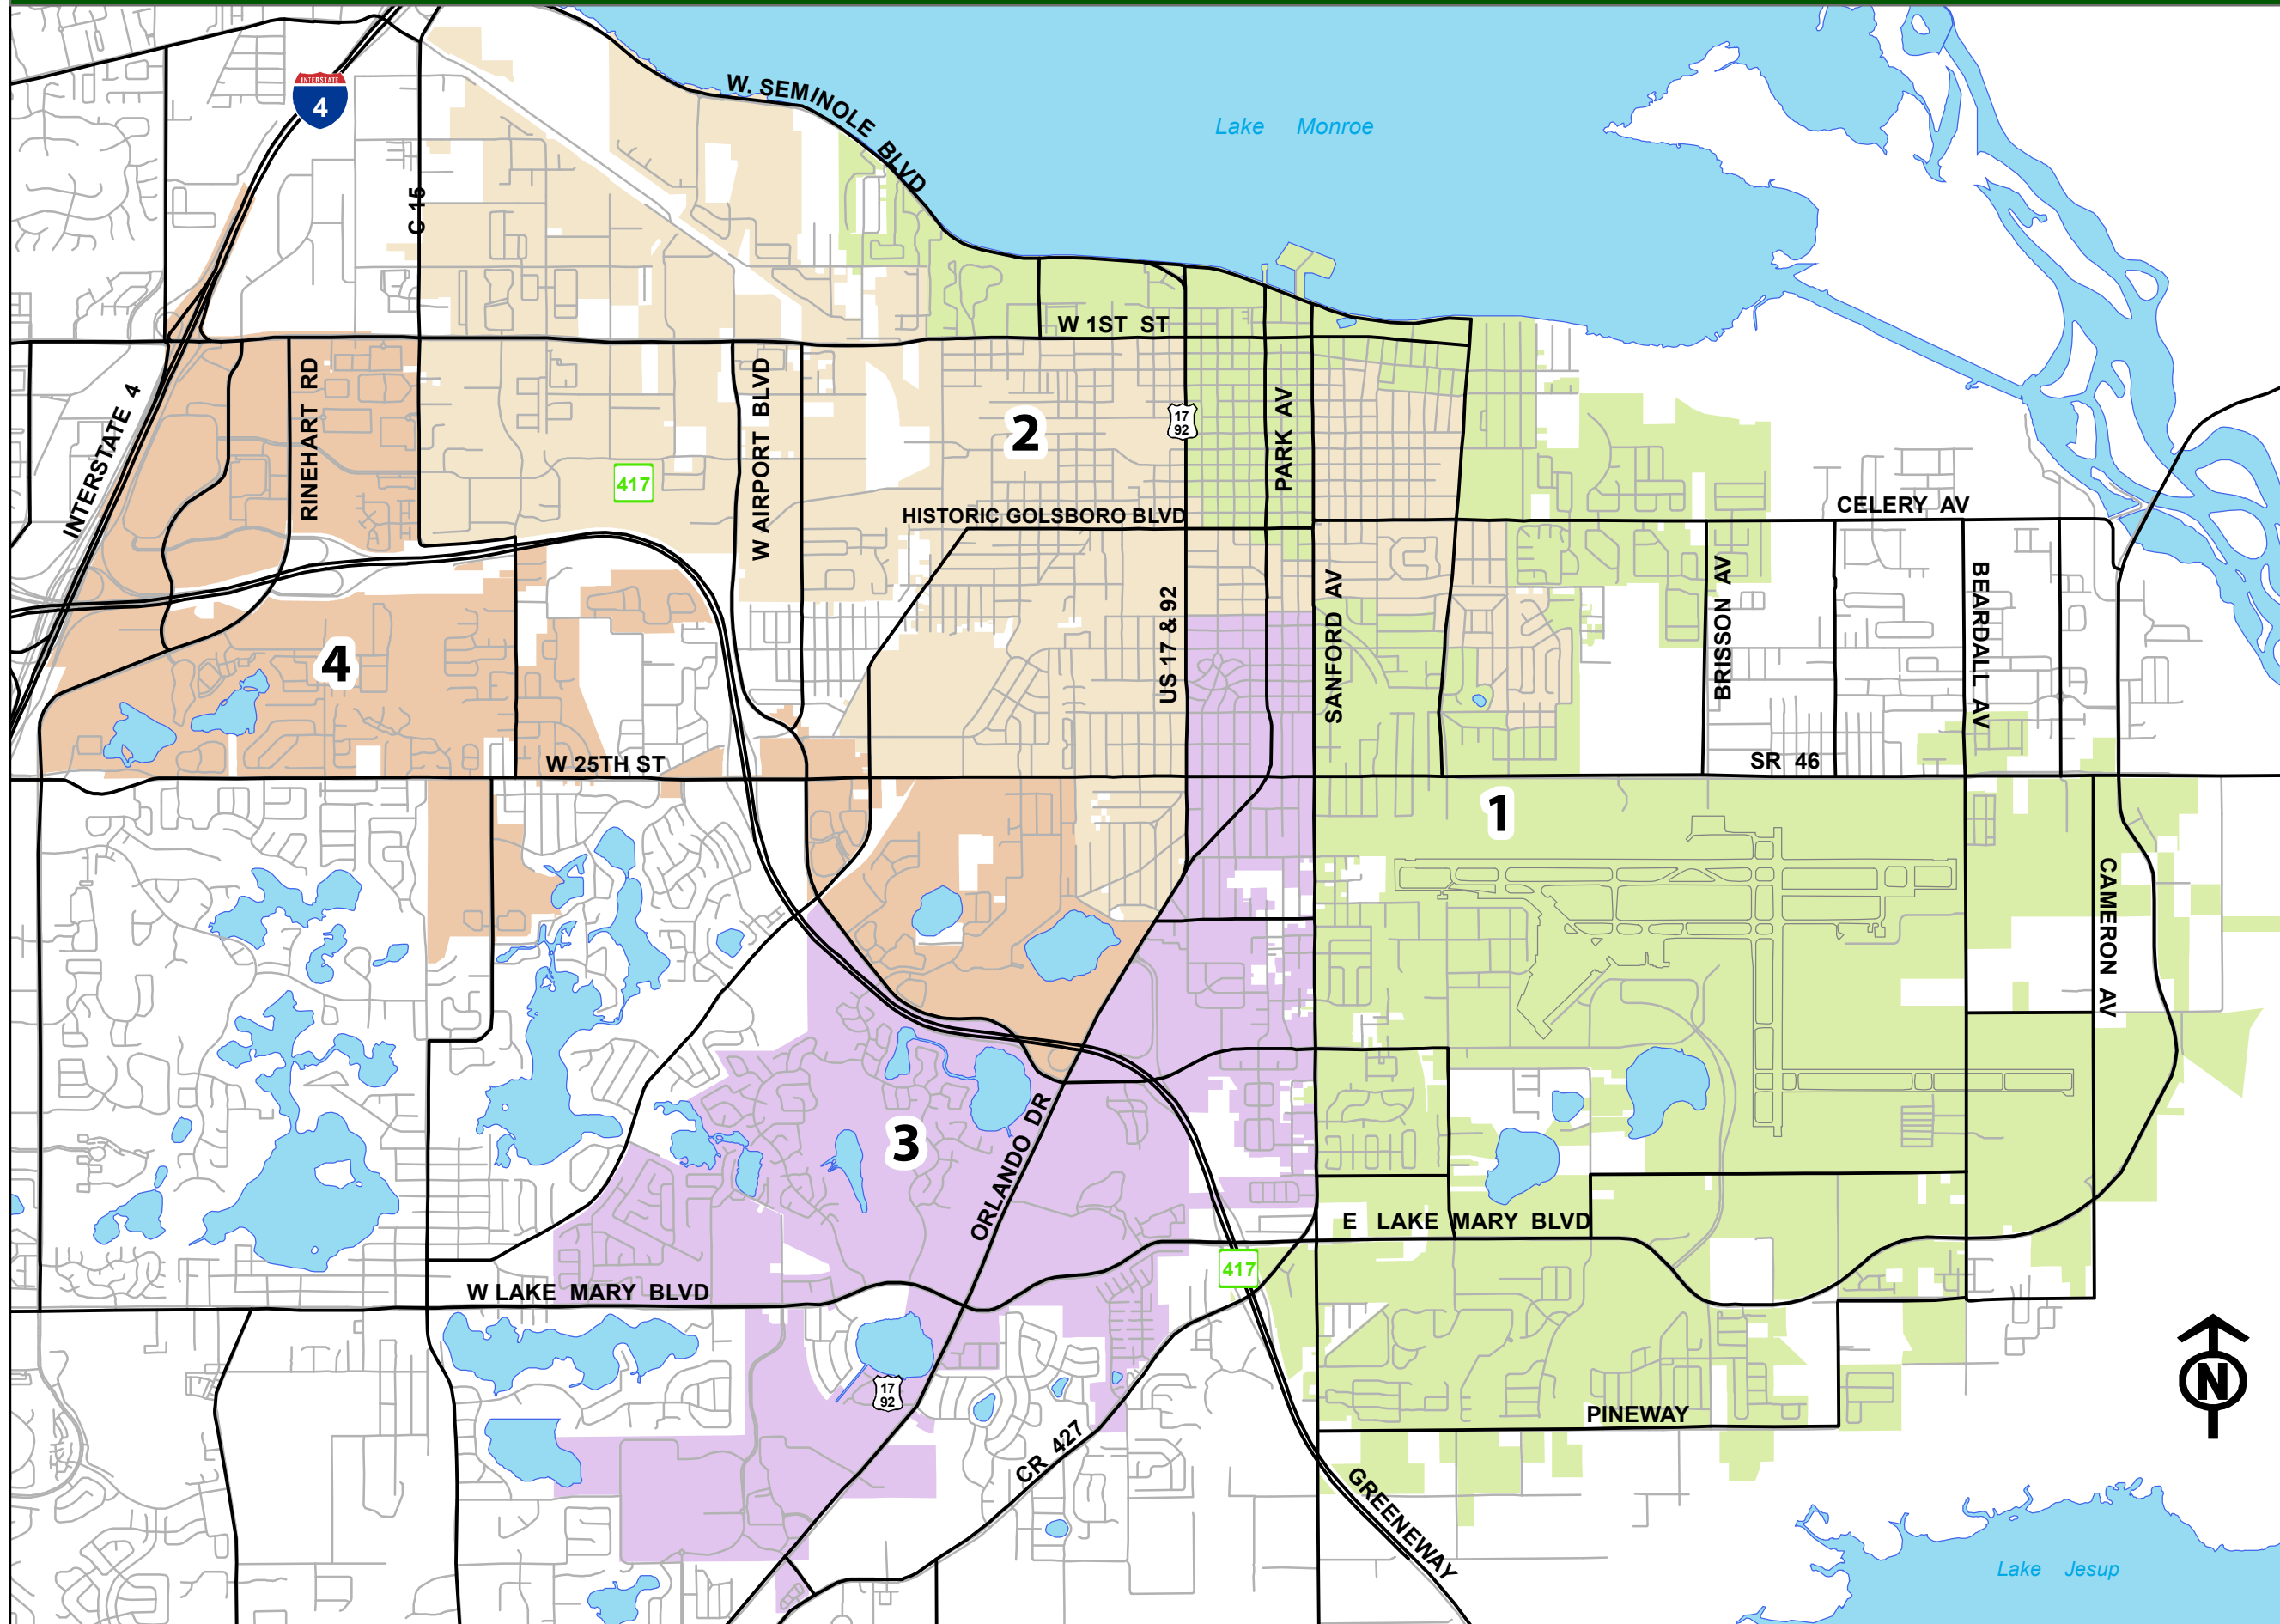 INTERSTATE
4
W. SEMINOLE BLVD
Lake Monroe
C 15
W 1ST ST
RINEHART RD
INTERSTATE 4
W AIRPORT BLVD
2
17
92
PARK AV
417
HISTORIC GOLSBORO BLVD
CELERY AV
US 17 & 92
SANFORD AV
BRISSON AV
BEARDALL AV
4
W 25TH ST
SR 46
1
CAMERON AV
3
ORLANDO DR
E LAKE MARY BLVD
417
W LAKE MARY BLVD
17
92
N
PINEWAY
CR 427
GREENEWAY
Lake Jesup